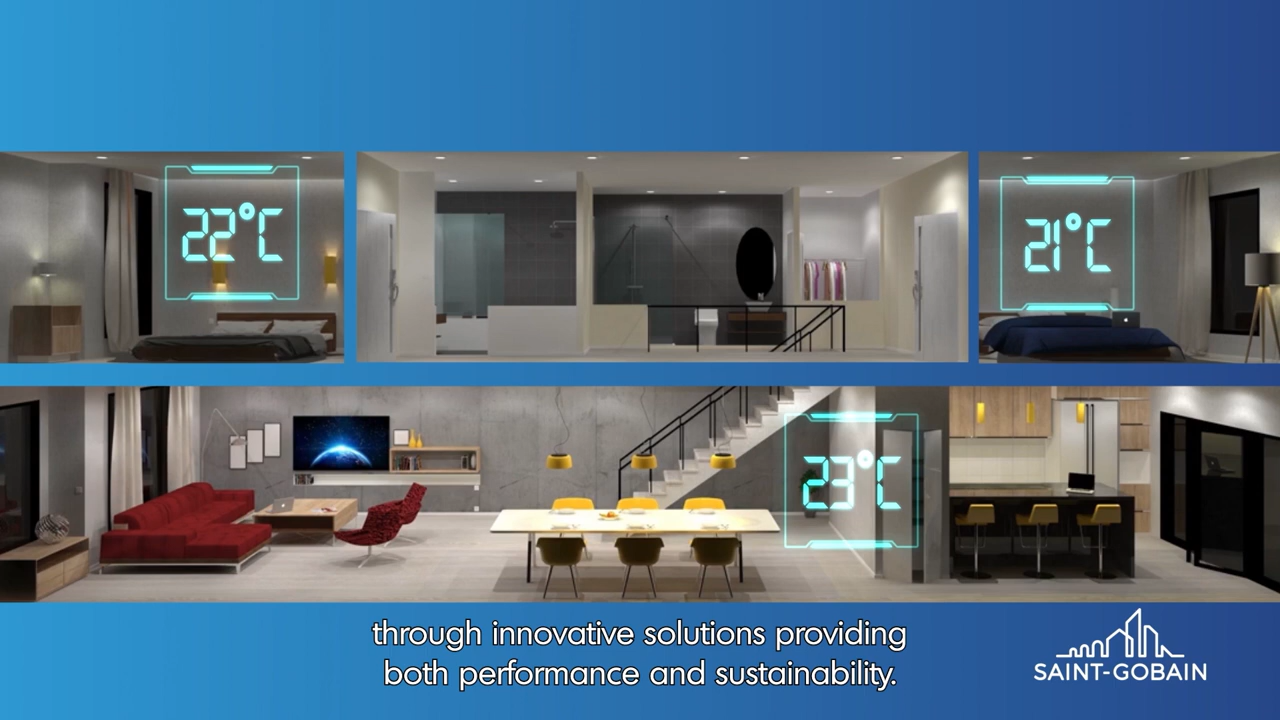 22°C
21°C
23°C
through innovative solutions providing
both performance and sustainability.
SAINT-GOBAIN